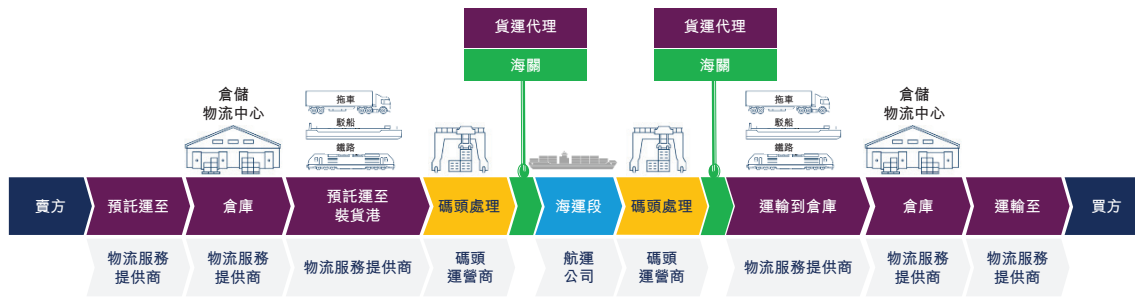 貨運代理
海關
貨運代理
海關
倉儲
物流中心
拖車
駁船
鐵路
拖車
駁船
鐵路
倉儲
物流中心
賣方
預託運至
倉庫
預託運至
裝貨港
碼頭處理
海運段
碼頭處理
運輸到倉庫
倉庫
運輸至
買方
物流服務
提供商
物流服務
提供商
物流服務提供商
碼頭
運營商
航運
公司
碼頭
運營商
物流服務提供商
物流服務
提供商
物流服務
提供商